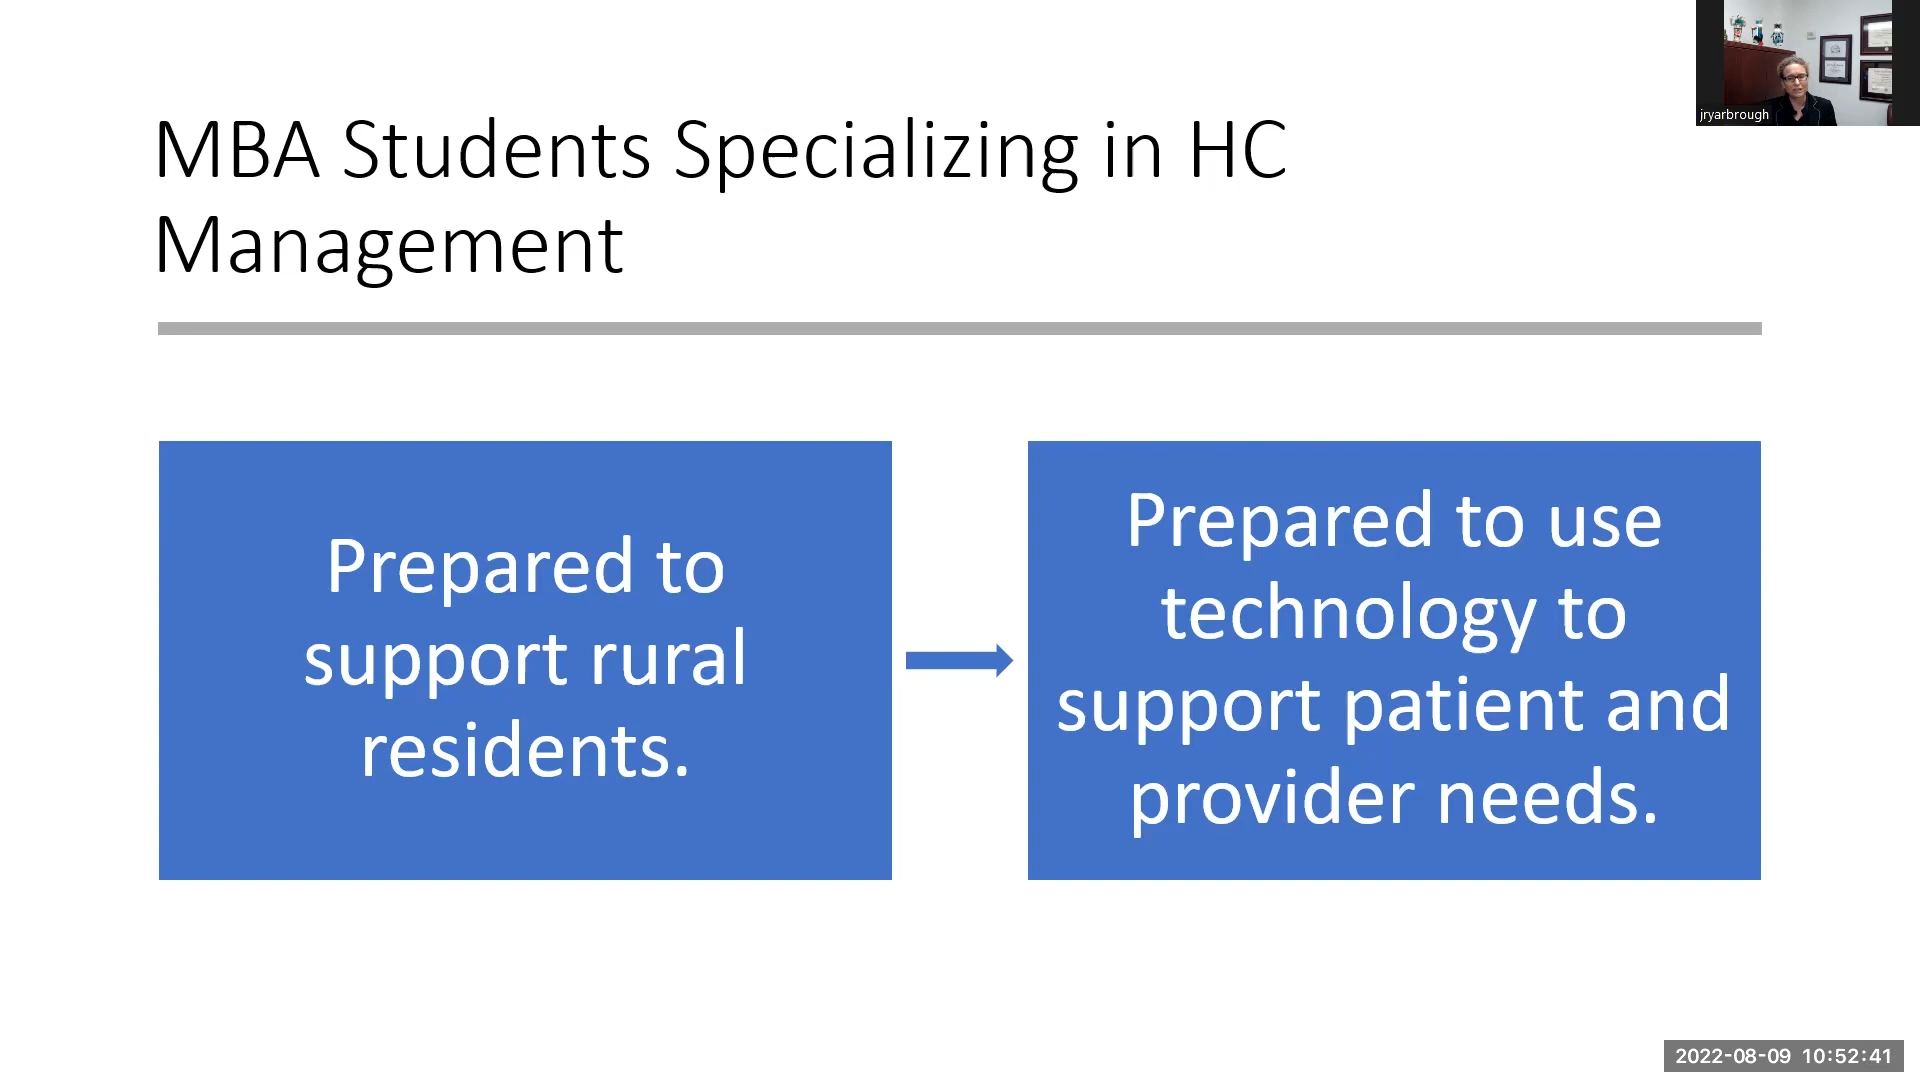 jryarbrough
MBA Students Specializing in HC
Management
Prepared to
support rural
residents.
Prepared to use
technology to
support patient and
provider needs.
2022-08-09 10:52:41